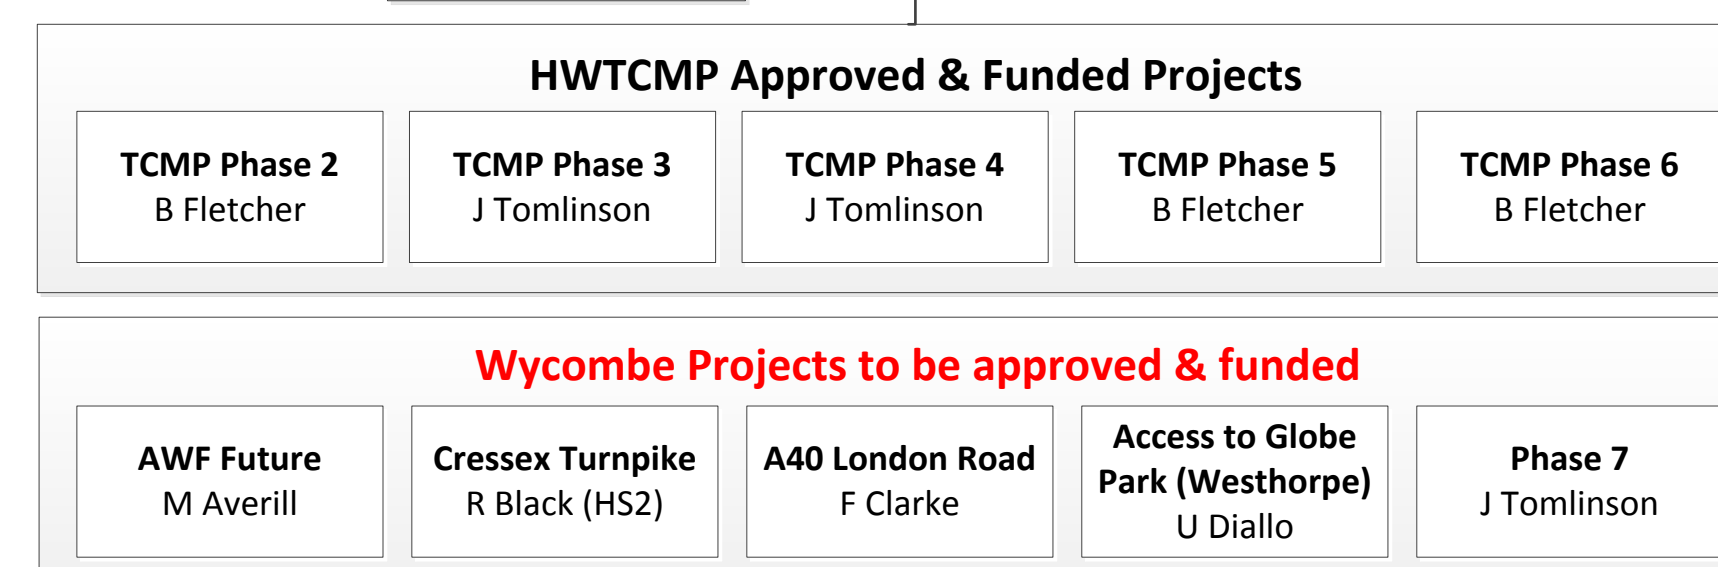 HWTCMP Approved & Funded Projects
TCMP Phase 2
B Fletcher
TCMP Phase 3
J Tomlinson
TCMP Phase 4
J Tomlinson
TCMP Phase 5
B Fletcher
TCMP Phase 6
B Fletcher
Wycombe Projects to be approved & funded
AWF Future
M Averill
Cressex Turnpike
R Black (HS2)
A40 London Road
F Clarke
Access to Globe
Park (Westhorpe)
U Diallo
Phase 7
J Tomlinson